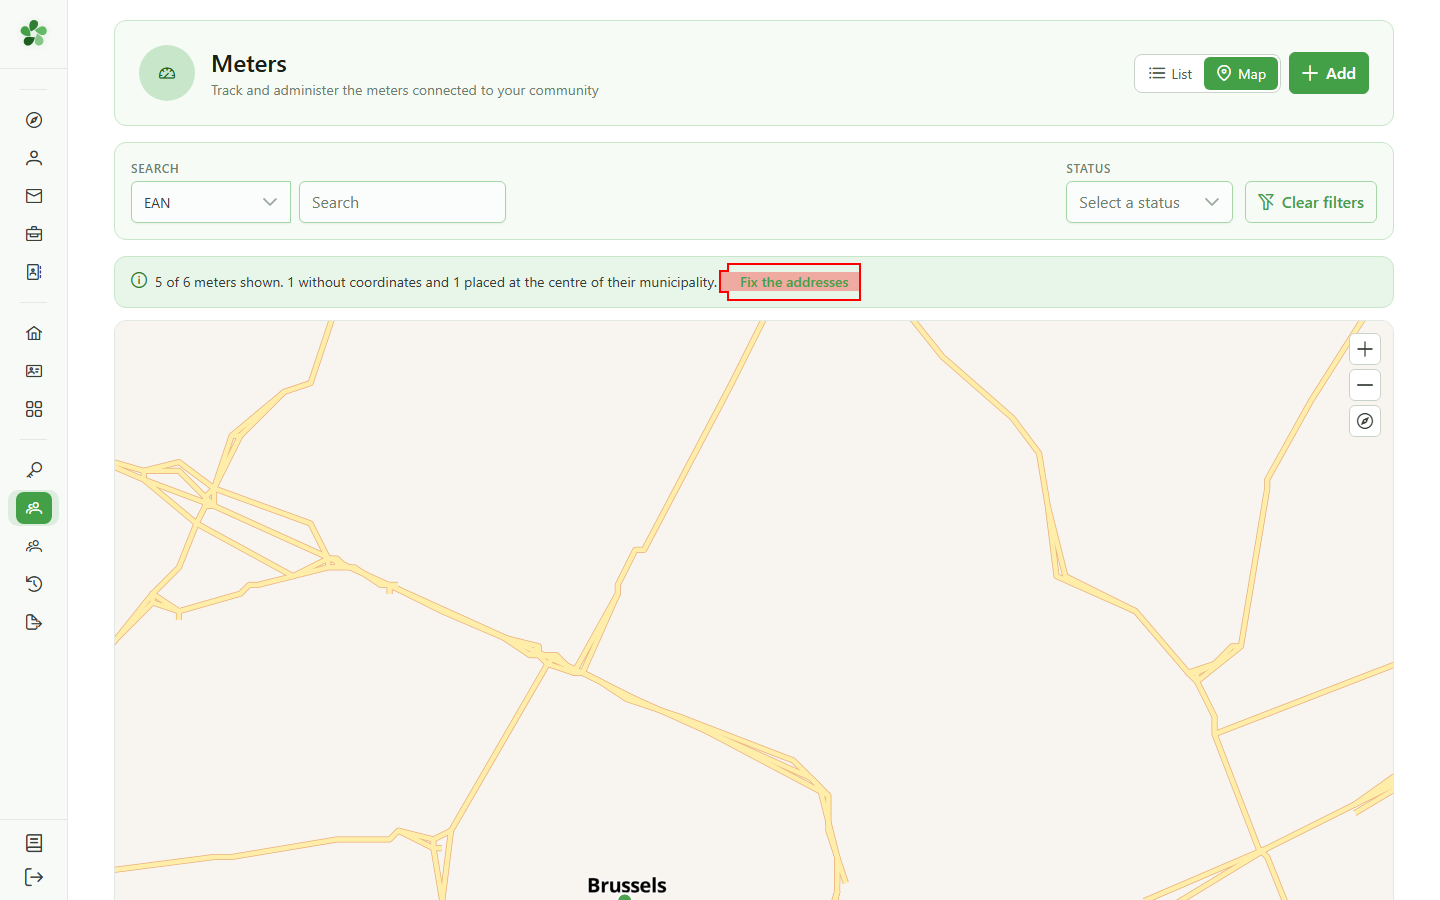 Meters
Track and administer the meters connected to your community
List
Map
Add
SEARCH
EAN
Search
STATUS
Select a status
Clear filters
5 of 6 meters shown. 1 without coordinates and 1 placed at the centre of their municipality. Fix the addresses
Brussels